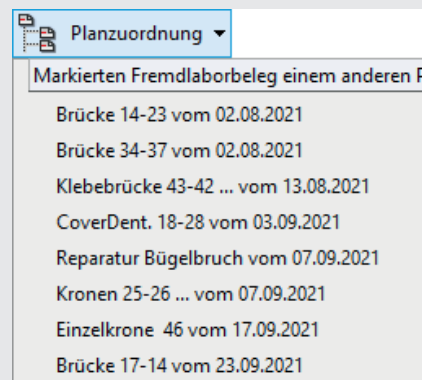 Planzuordnung
Markierten Fremdlaborbeleg einem anderen
Brücke 14-23 vom 02.08.2021
Brücke 34-37 vom 02.08.2021
Klebebrücke 43-42 ... vom 13.08.2021
CoverDent. 18-28 vom 03.09.2021
Reparatur Bügelbruch vom 07.09.2021
Kronen 25-26 ... vom 07.09.2021
Einzelkrone 46 vom 17.09.2021
Brücke 17-14 vom 23.09.2021